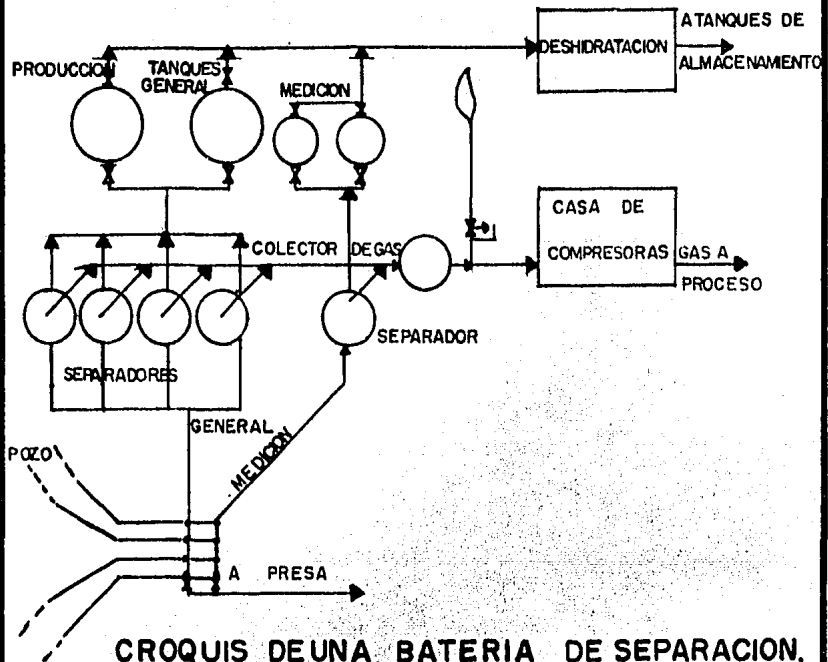 A TANQUES DE
DESHIDRATACION
ALMACENAMIENTO
PRODUCCION
TANQUES
GENERAL
MEDICION
CASA DE
COMPRESORAS
COLECTOR DE GAS
GAS A
PROCESO
SEPARADOR
SEPARADORES
GENERAL
MEDICION
POZO
A PRESA
CROQUIS DE UNA BATERIA DE SEPARACION.